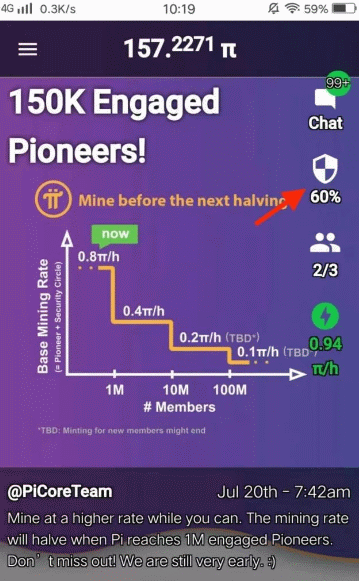 4G 0.3K/s 10:19 59%
157.2271 π
150K Engaged
Pioneers!
99+
Chat
60%
2/3
0.94
π/h
Mine before the next halving
now
0.8π/h
0.4π/h
0.2π/h (TBD*)
0.1π/h (TBD*)
Base Mining Rate
(= Pioneer + Security Circle)
1M 10M 100M
# Members
*TBD: Minting for new members might end
@PiCoreTeam Jul 20th - 7:42am
Mine at a higher rate while you can. The mining rate
will halve when Pi reaches 1M engaged Pioneers.
Don't miss out! We are still very early. :)